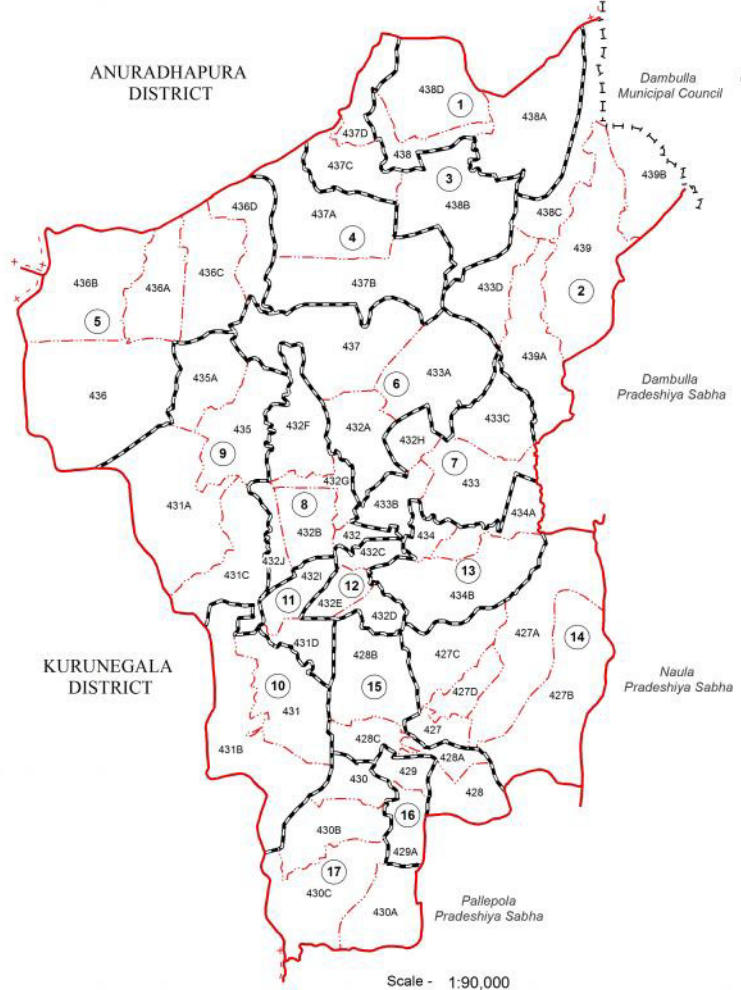 ANURADHAPURA
DISTRICT
Dambulla
Municipal Council
438D
1
438A
437D
438
437C
3
439B
436D
438B
438C
437A
4
439
436C
436B
436A
437B
433D
2
5
437
439A
436
435A
6
433A
Dambulla
Pradeshiya Sabha
433C
435
432F
432A
432H
9
7
432G
433
431A
8
433B
434A
432B
432
434
432C
432J
431C
432I
12
13
11
432E
434B
432D
431D
427A
14
KURUNEGALA
DISTRICT
428B
427C
Naula
Pradeshiya Sabha
10
15
427D
427B
431
427
431B
428C
428A
430
429
428
16
430B
429A
17
430C
430A
Pallepola
Pradeshiya Sabha
Scale - 1:90,000